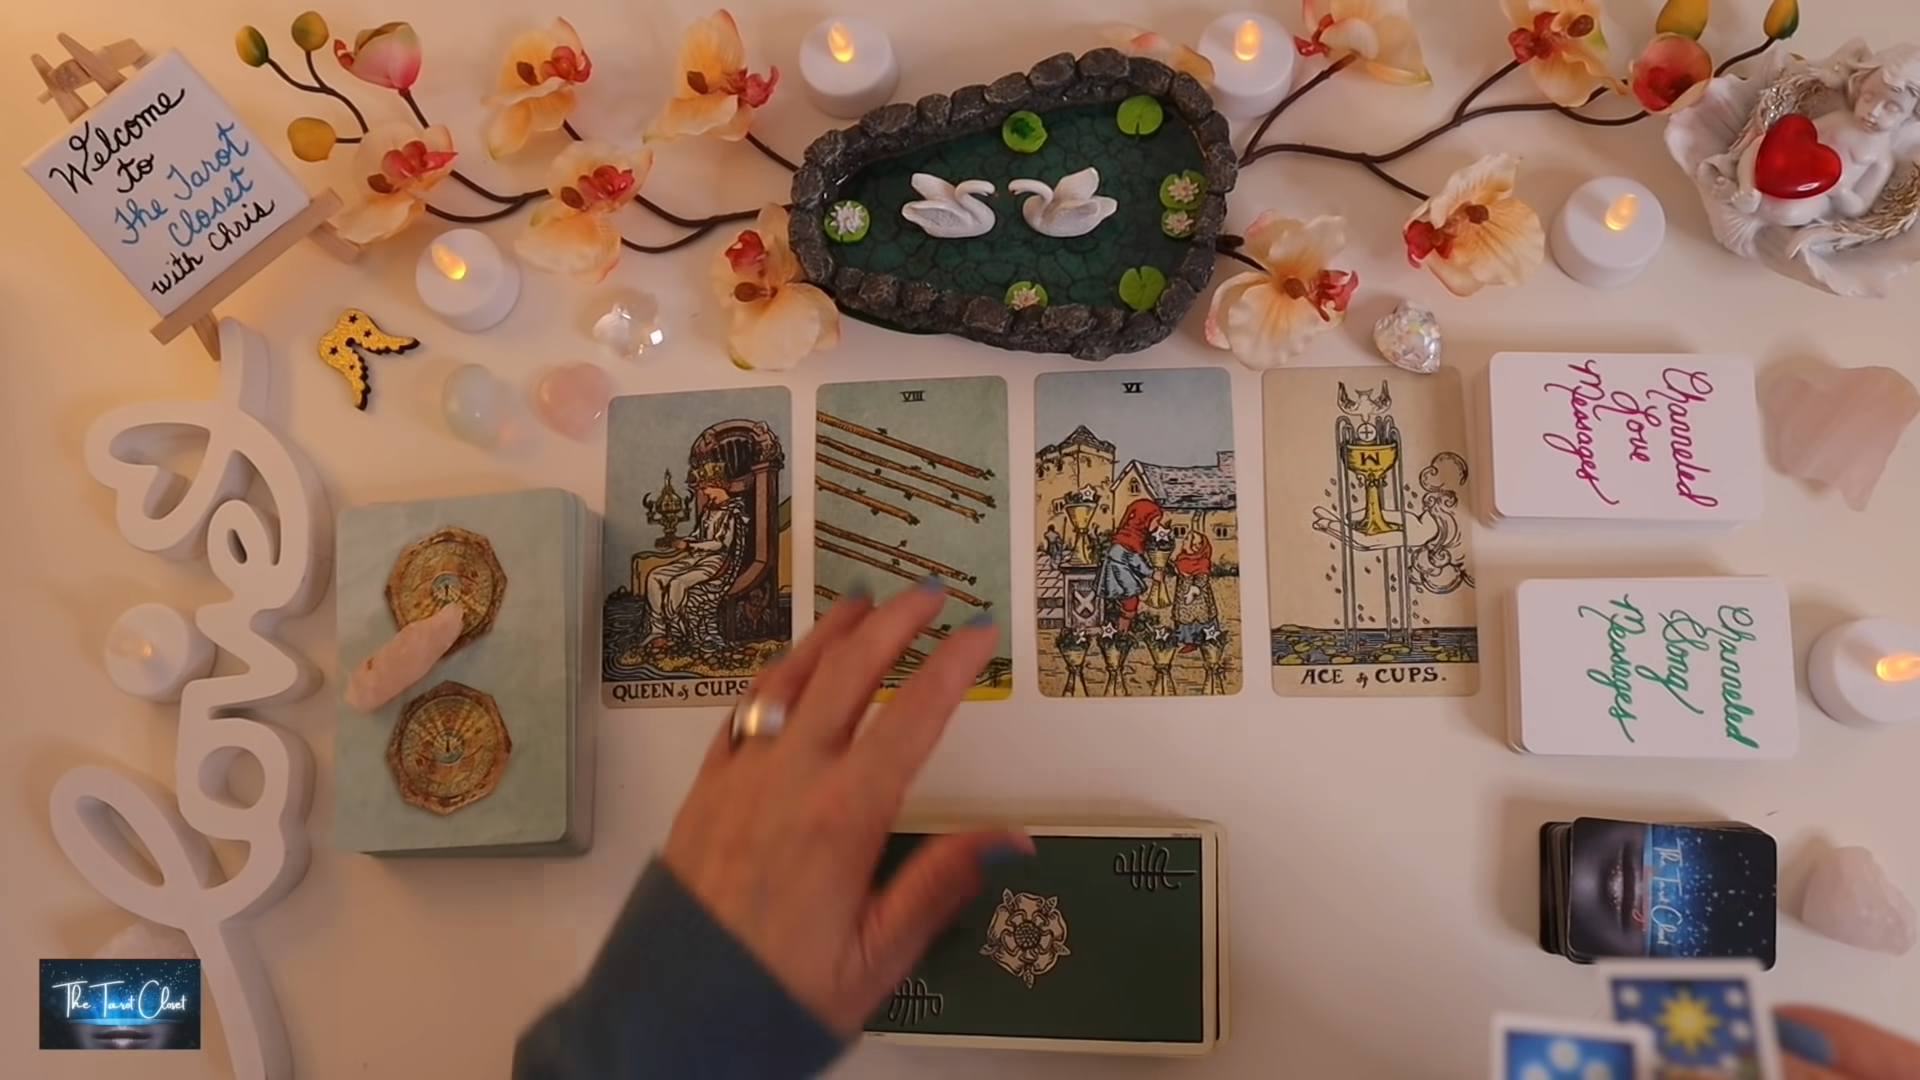 Welcome
to
the Tarot
Closet
with Chris
Love
VIII
VI
QUEEN of CUPS
ACE of CUPS.
Channeled
Love
Messages
Channeled
Song
Messages
The Tarot Closet
The Tarot Closet